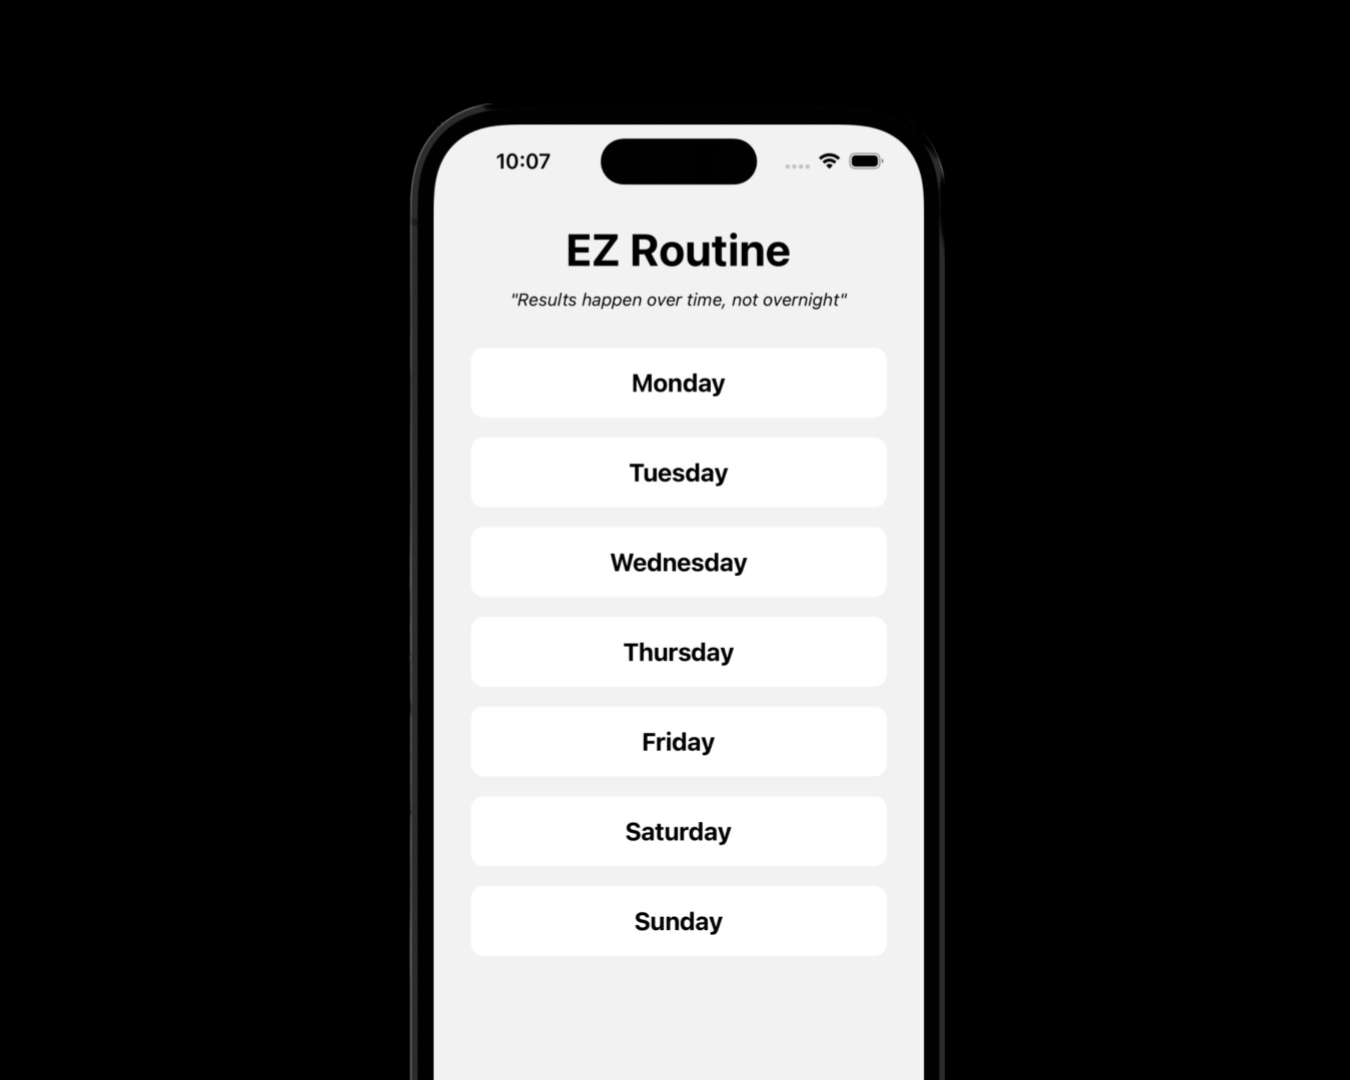 10:07
EZ Routine
"Results happen over time, not overnight"
Monday
Tuesday
Wednesday
Thursday
Friday
Saturday
Sunday